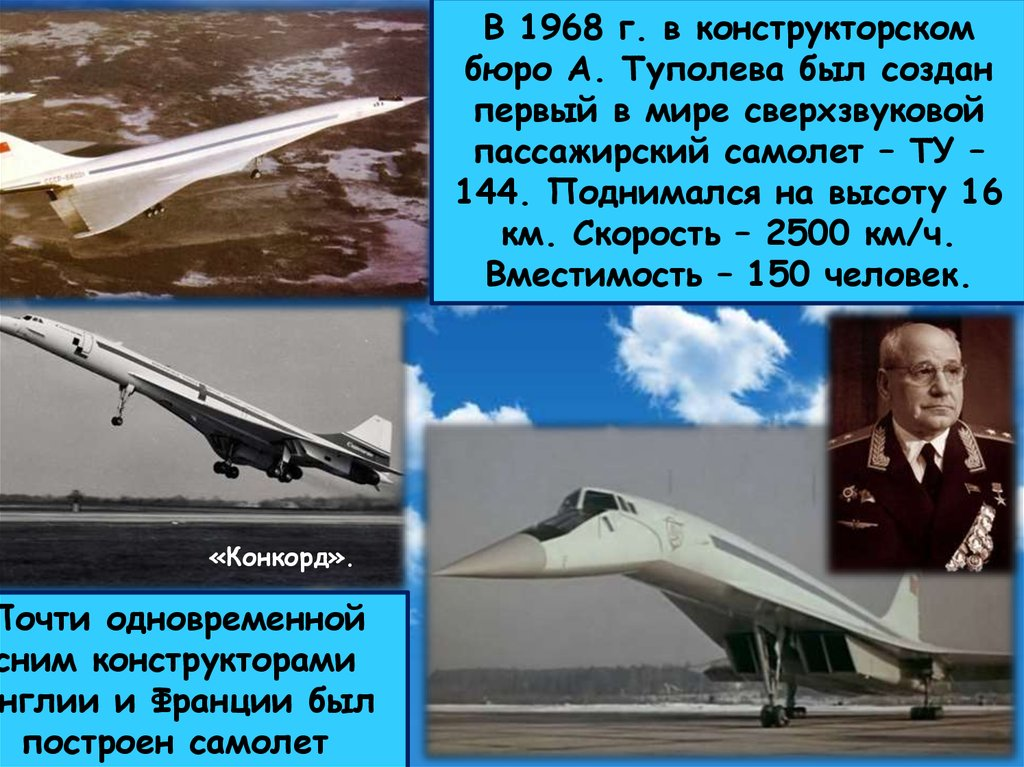 В 1968 г. в конструкторском
бюро А. Туполева был создан
первый в мире сверхзвуковой
пассажирский самолет – ТУ –
144. Поднимался на высоту 16
км. Скорость – 2500 км/ч.
Вместимость – 150 человек.
«Конкорд».
Почти одновременной
сним конструкторами
нглии и Франции был
построен самолет